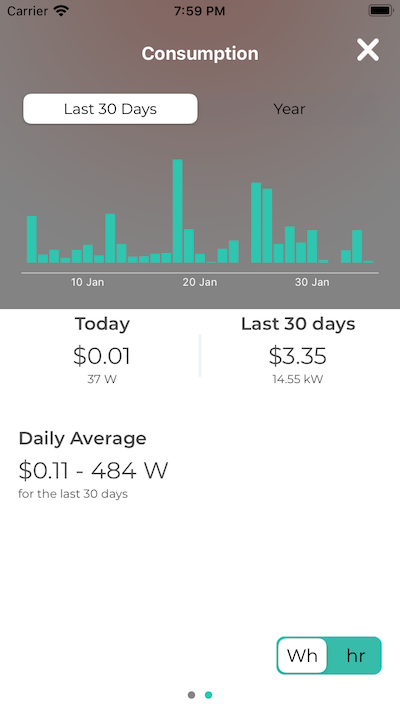 Carrier 7:59 PM
Consumption
Last 30 Days Year
10 Jan 20 Jan 30 Jan
Today Last 30 days
$0.01 $3.35
37 W 14.55 kW
Daily Average
$0.11 - 484 W
for the last 30 days
Wh hr